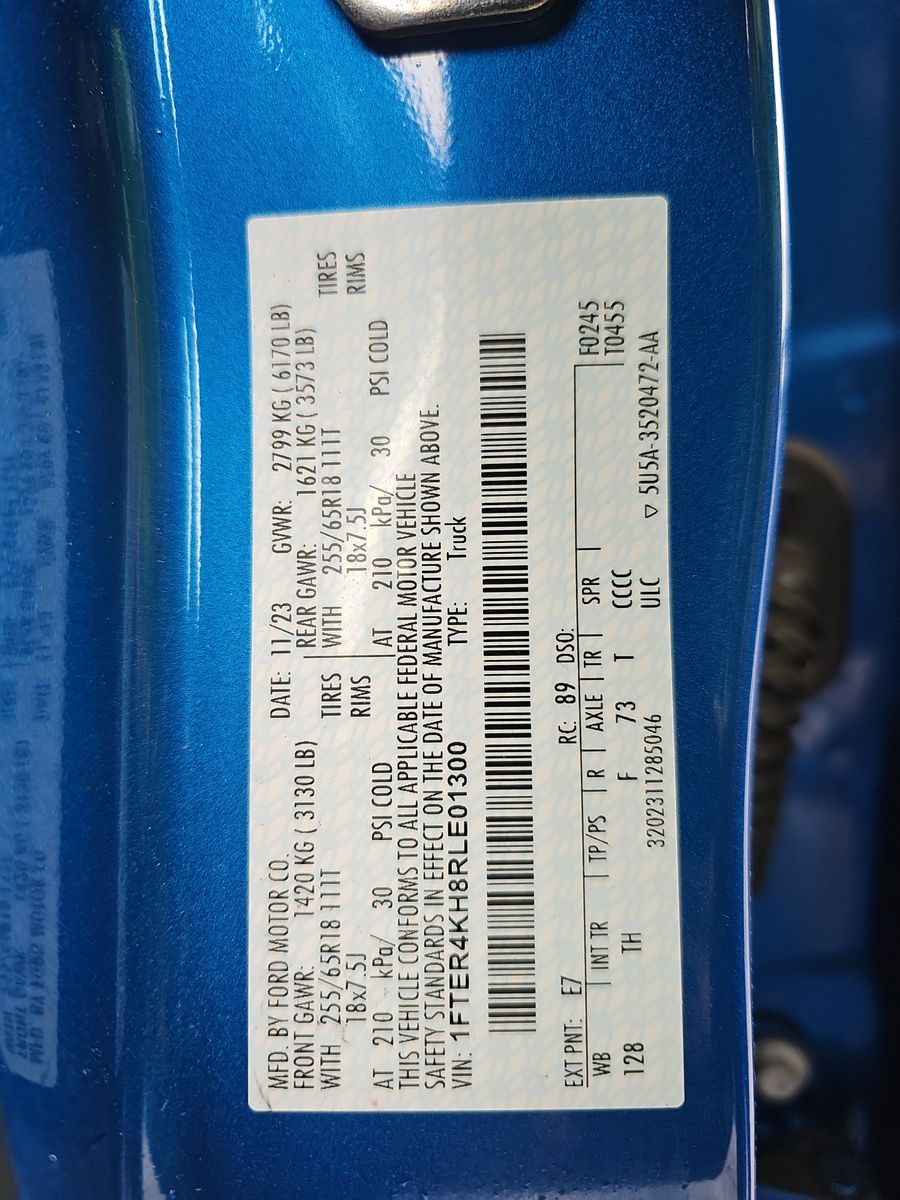 MFD. BY FORD MOTOR CO. DATE: 11/23 GVWR: 2799 KG ( 6170 LB)
FRONT GAWR: 1420 KG ( 3130 LB) REAR GAWR: 1621 KG ( 3573 LB)
WITH 255/65R18 111T TIRES WITH 255/65R18 111T TIRES
18x7.5J RIMS 18x7.5J RIMS
AT 210 kPa/ 30 PSI COLD AT 210 kPa/ 30 PSI COLD
THIS VEHICLE CONFORMS TO ALL APPLICABLE FEDERAL MOTOR VEHICLE
SAFETY STANDARDS IN EFFECT ON THE DATE OF MANUFACTURE SHOWN ABOVE.
VIN: 1FTER4KH8RLE01300 TYPE: Truck
EXT PNT: E7 RC: 89 DSO:
WB INT TR TP/PS R AXLE TR SPR F0245
128 TH F 73 T CCCC T0455
3202311285046 ULC ▽ 5U5A-3520472-AA